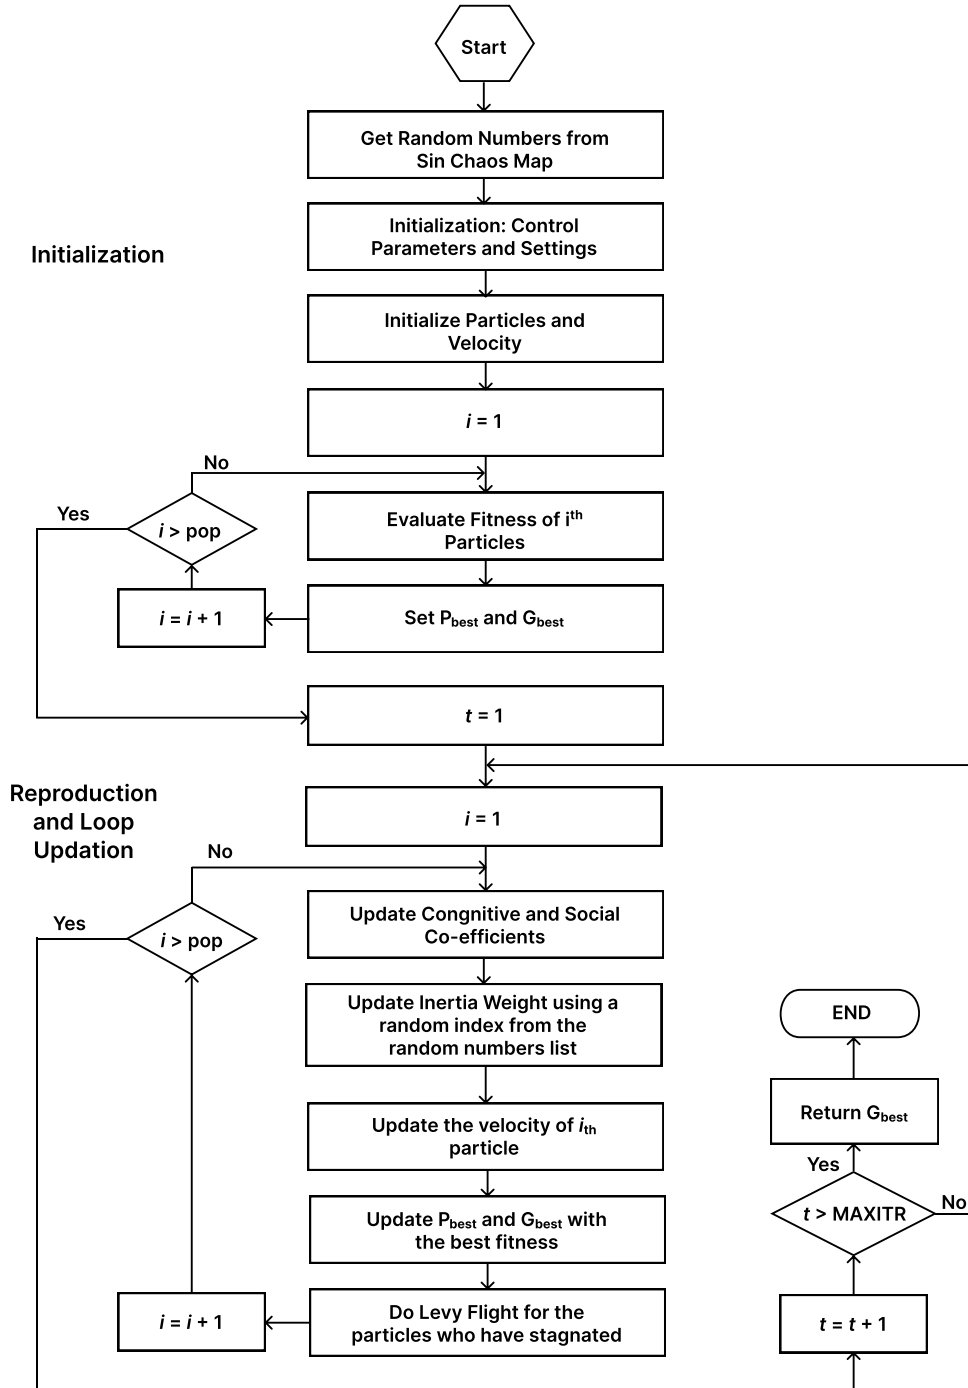 Start
Get Random Numbers from
Sin Chaos Map
Initialization: Control
Parameters and Settings
Initialization
Initialize Particles and
Velocity
i = 1
No
Yes
i > pop
Evaluate Fitness of iᵗʰ
Particles
i = i + 1
Set Pbest and Gbest
t = 1
Reproduction
and Loop
Updation
i = 1
No
Yes
i > pop
Update Congnitive and Social
Co-efficients
Update Inertia Weight using a
random index from the
random numbers list
Update the velocity of ith
particle
Update Pbest and Gbest with
the best fitness
Do Levy Flight for the
particles who have stagnated
i = i + 1
END
Return Gbest
Yes
t > MAXITR
No
t = t + 1